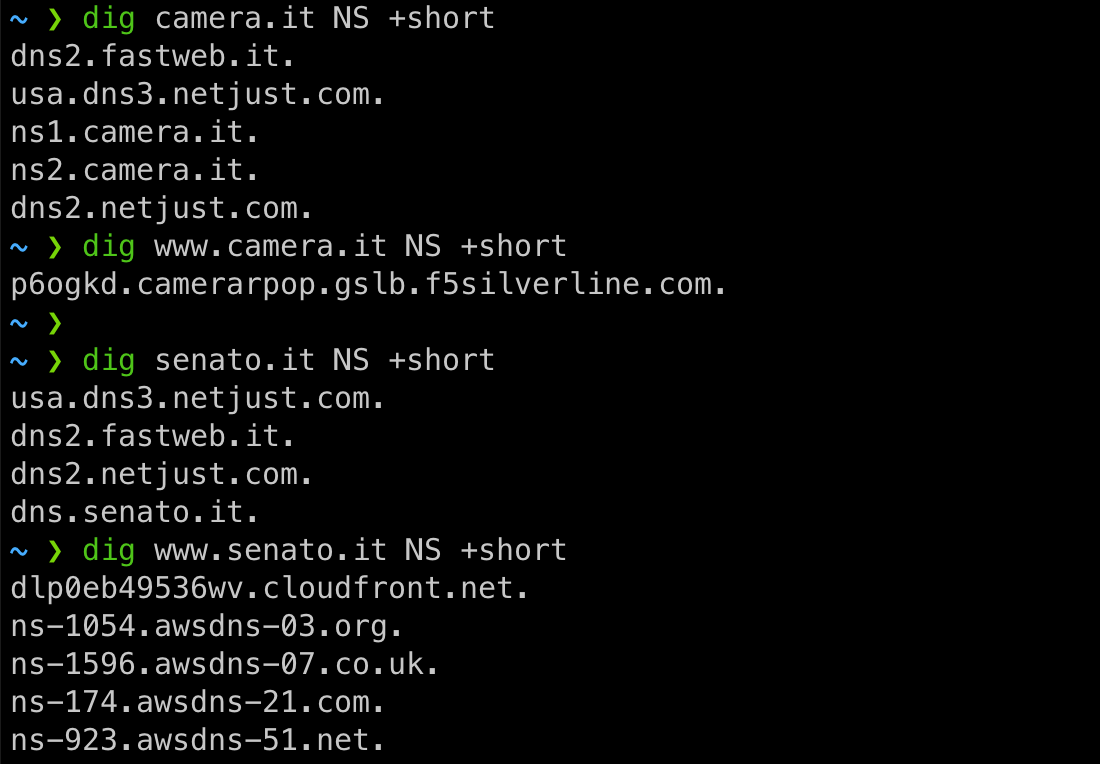 ~ ❯ dig camera.it NS +short
dns2.fastweb.it.
usa.dns3.netjust.com.
ns1.camera.it.
ns2.camera.it.
dns2.netjust.com.
~ ❯ dig www.camera.it NS +short
p6ogkd.camerarpop.gslb.f5silverline.com.
~ ❯
~ ❯ dig senato.it NS +short
usa.dns3.netjust.com.
dns2.fastweb.it.
dns2.netjust.com.
dns.senato.it.
~ ❯ dig www.senato.it NS +short
dlp0eb49536wv.cloudfront.net.
ns-1054.awsdns-03.org.
ns-1596.awsdns-07.co.uk.
ns-174.awsdns-21.com.
ns-923.awsdns-51.net.